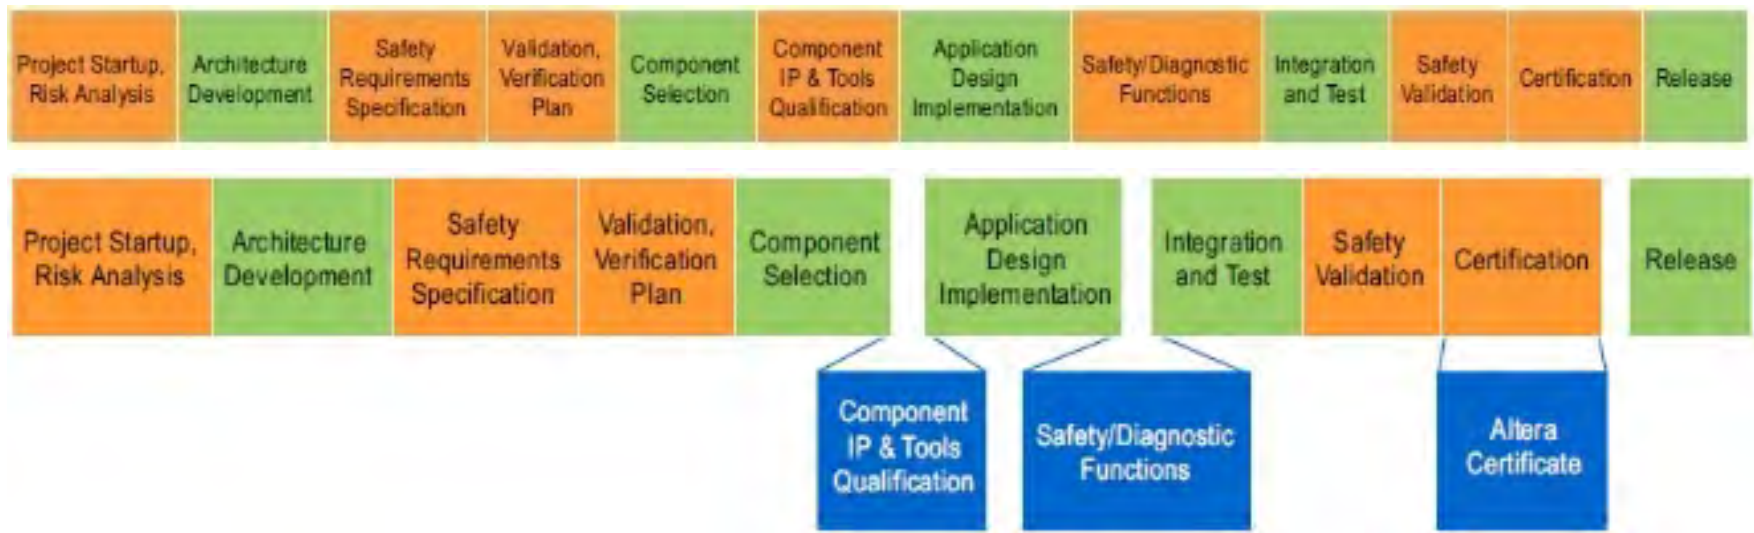 Project Startup,
Risk Analysis
Architecture
Development
Safety
Requirements
Specification
Validation,
Verification
Plan
Component
Selection
Component
IP & Tools
Qualification
Application
Design
Implementation
Safety/Diagnostic
Functions
Integration
and Test
Safety
Validation
Certification
Release
Project Startup,
Risk Analysis
Architecture
Development
Safety
Requirements
Specification
Validation,
Verification
Plan
Component
Selection
Application
Design
Implementation
Integration
and Test
Safety
Validation
Certification
Release
Component
IP & Tools
Qualification
Safety/Diagnostic
Functions
Altera
Certificate